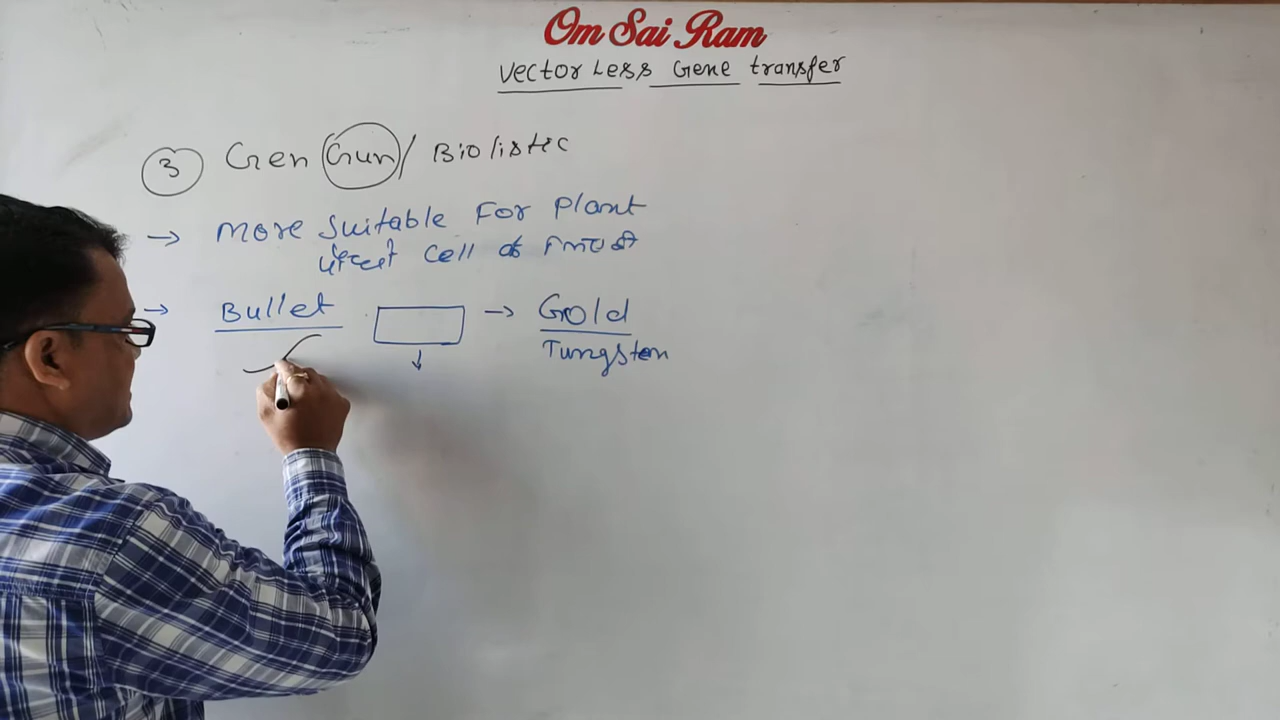 Om Sai Ram
Vector Less Gene transfer
3 Gen Gun / Biolistic
→ More Suitable For Plant
Cell
→ Bullet → Gold
Tungsten